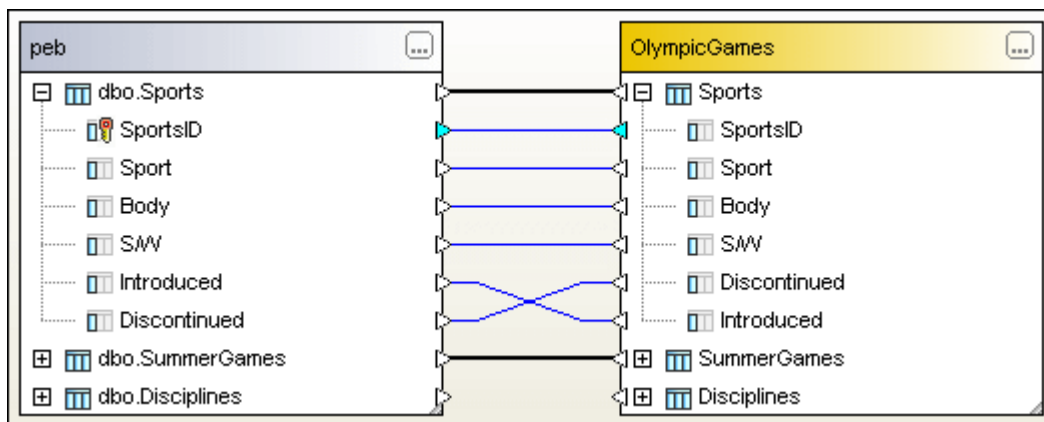 peb
...
dbo.Sports
SportsID
Sport
Body
S/W
Introduced
Discontinued
dbo.SummerGames
dbo.Disciplines
OlympicGames
...
Sports
SportsID
Sport
Body
S/W
Discontinued
Introduced
SummerGames
Disciplines